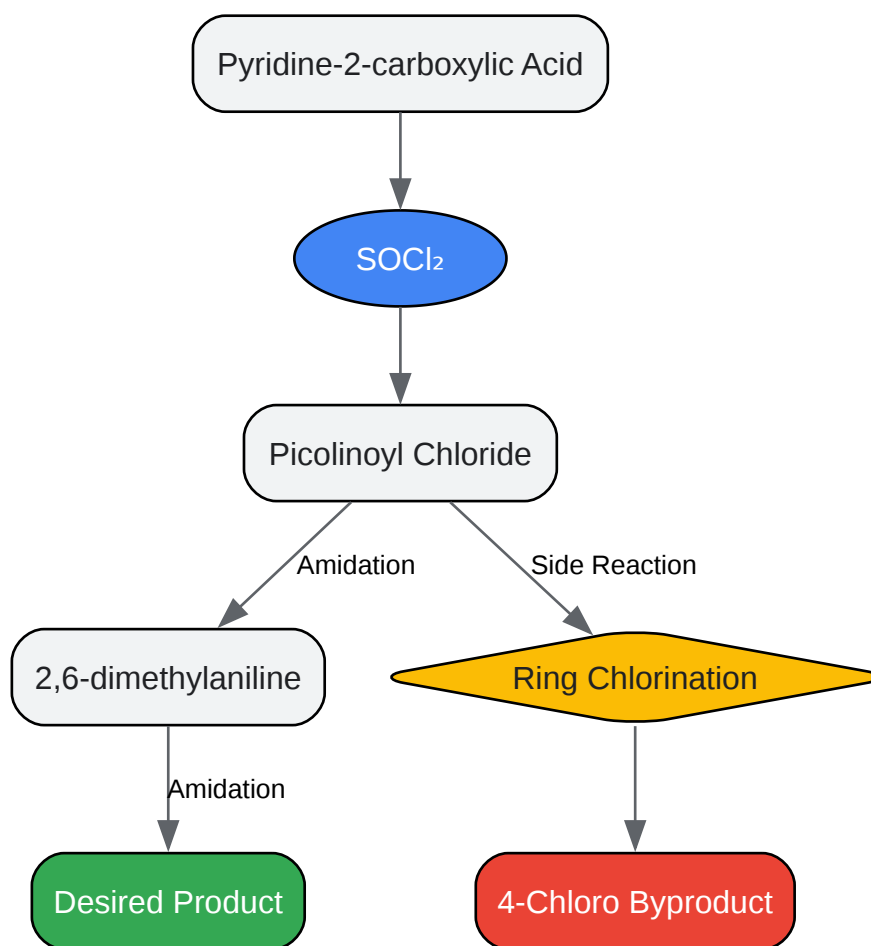 Pyridine-2-carboxylic Acid
SOCl₂
Picolinoyl Chloride
Amidation
Side Reaction
2,6-dimethylaniline
Ring Chlorination
Amidation
Desired Product
4-Chloro Byproduct